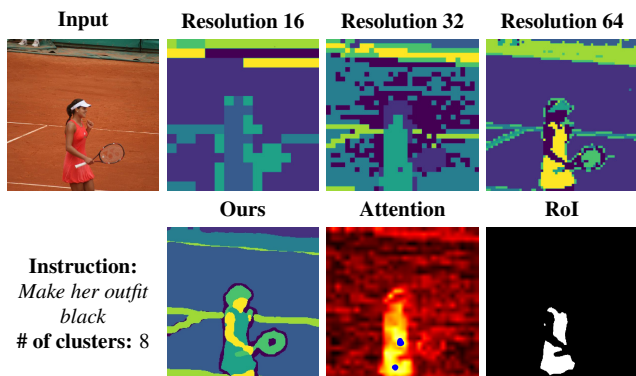 Input Resolution 16 Resolution 32 Resolution 64
Ours Attention RoI
Instruction:
Make her outfit
black
# of clusters: 8